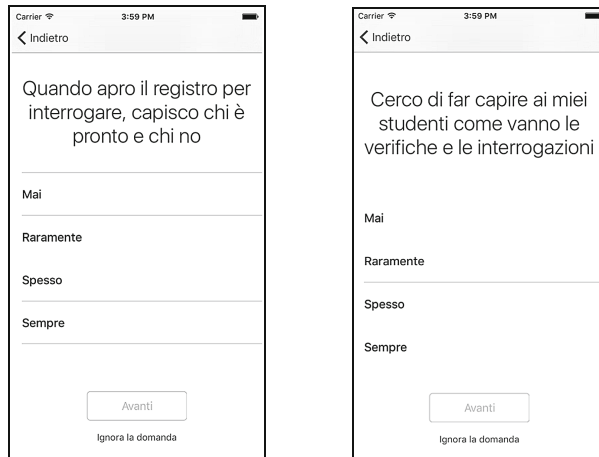 Carrier 3:59 PM
Indietro
Quando apro il registro per
interrogare, capisco chi è
pronto e chi no
Mai
Raramente
Spesso
Sempre
Avanti
Ignora la domanda
Carrier 3:59 PM
Indietro
Cerco di far capire ai miei
studenti come vanno le
verifiche e le interrogazioni
Mai
Raramente
Spesso
Sempre
Avanti
Ignora la domanda